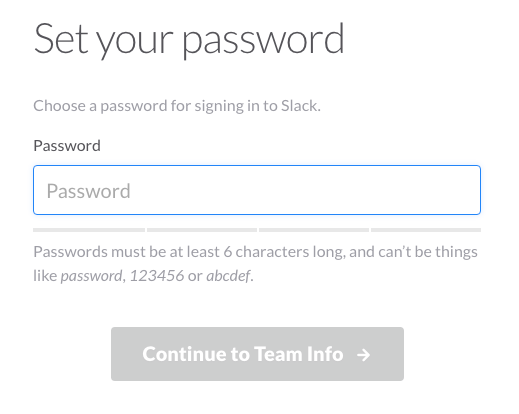 Set your password
Choose a password for signing in to Slack.
Password
Password
Passwords must be at least 6 characters long, and can’t be things
like password, 123456 or abcdef.
Continue to Team Info →